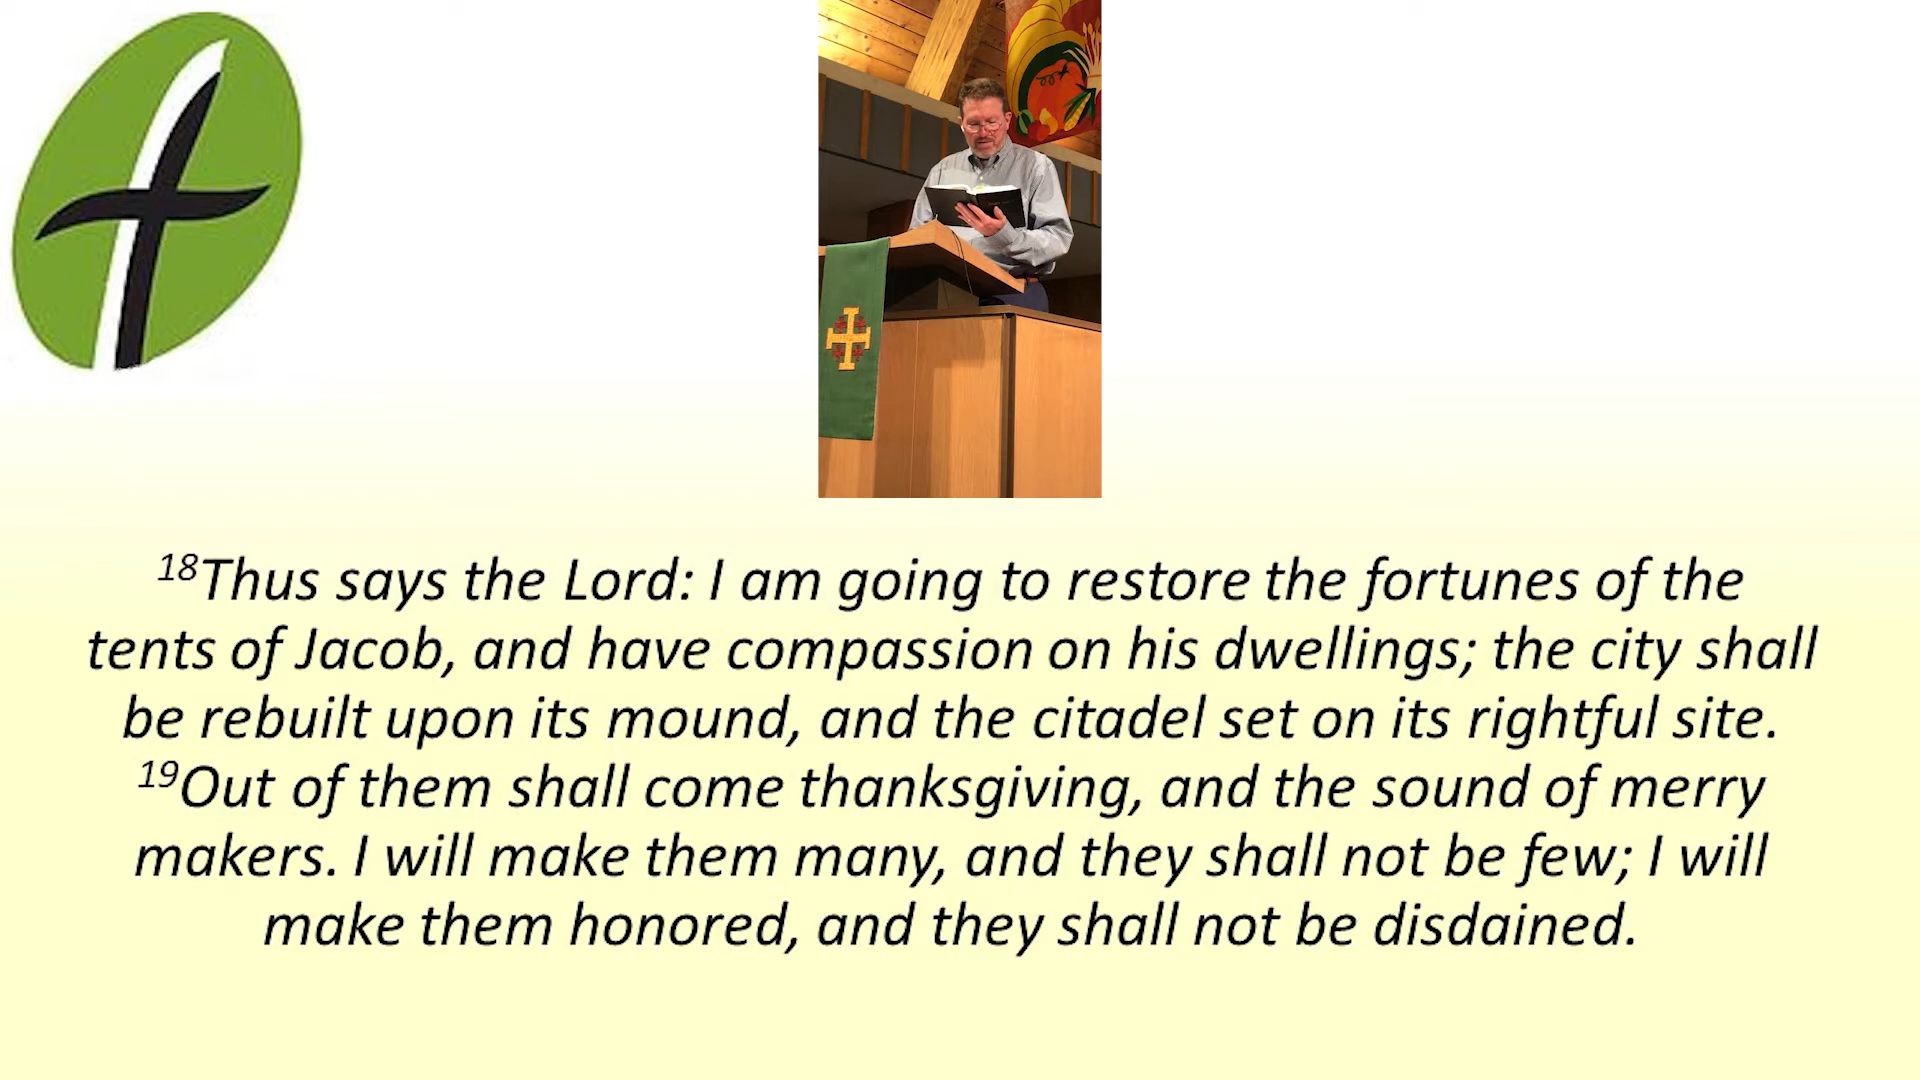 18Thus says the Lord: I am going to restore the fortunes of the
tents of Jacob, and have compassion on his dwellings; the city shall
be rebuilt upon its mound, and the citadel set on its rightful site.
19Out of them shall come thanksgiving, and the sound of merry
makers. I will make them many, and they shall not be few; I will
make them honored, and they shall not be disdained.